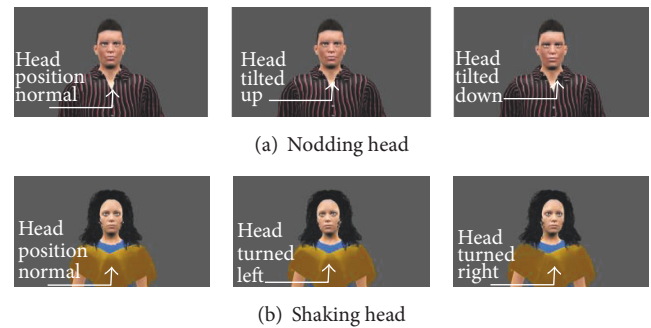 Head
position
normal
Head
tilted
up
Head
tilted
down
(a) Nodding head
Head
position
normal
Head
turned
left
Head
turned
right
(b) Shaking head